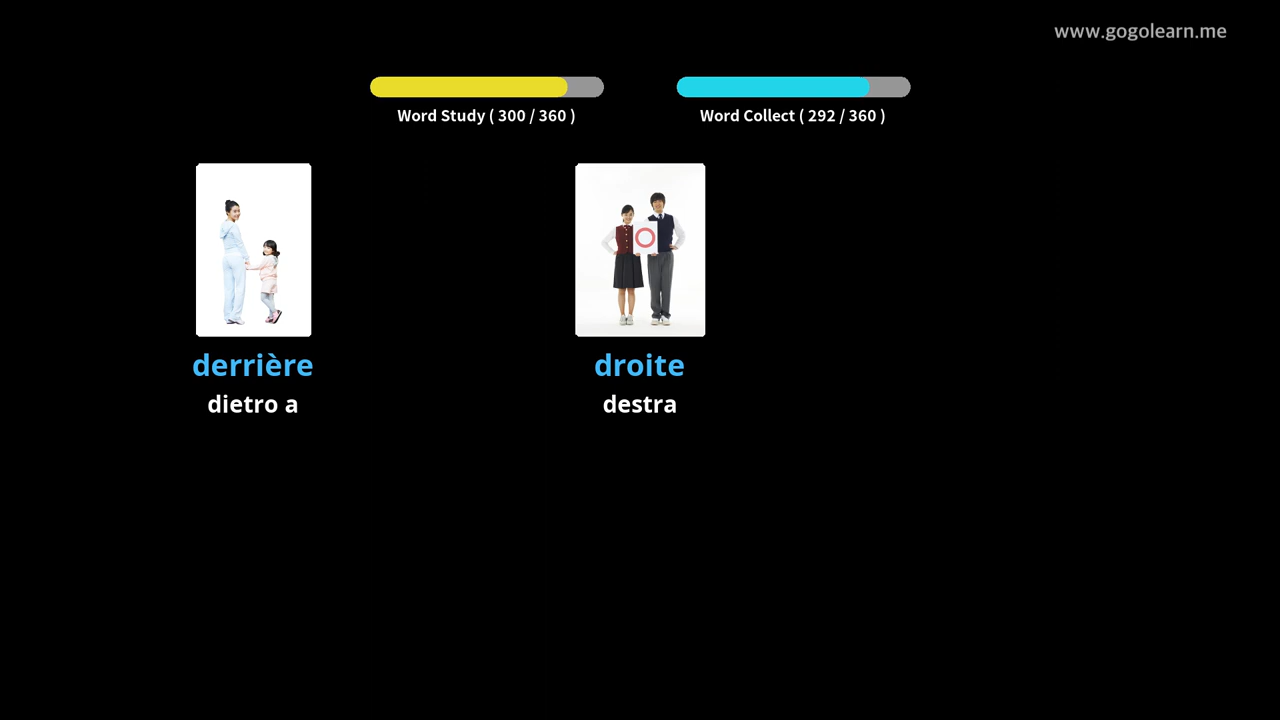 www.gogolearn.me
Word Study ( 300 / 360 )
Word Collect ( 292 / 360 )
derrière
dietro a
droite
destra